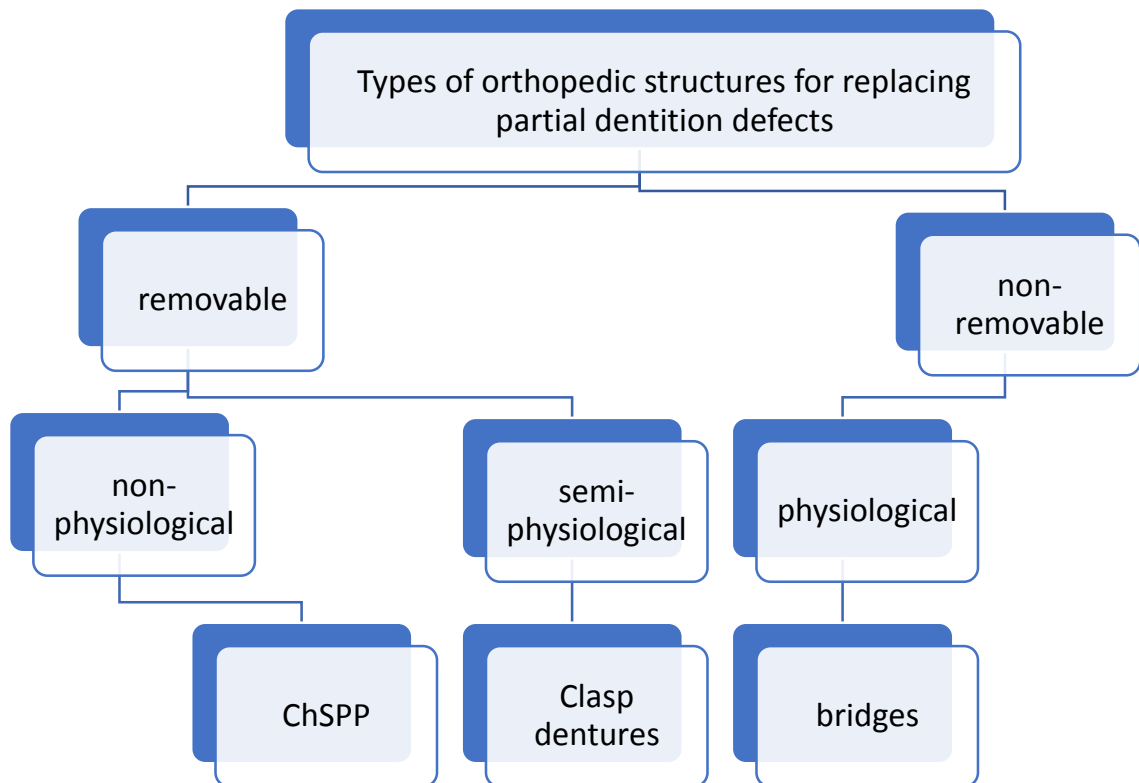 Types of orthopedic structures for replacing
partial dentition defects
removable
non-
removable
non-
physiological
semi-
physiological
physiological
ChSPP
Clasp
dentures
bridges